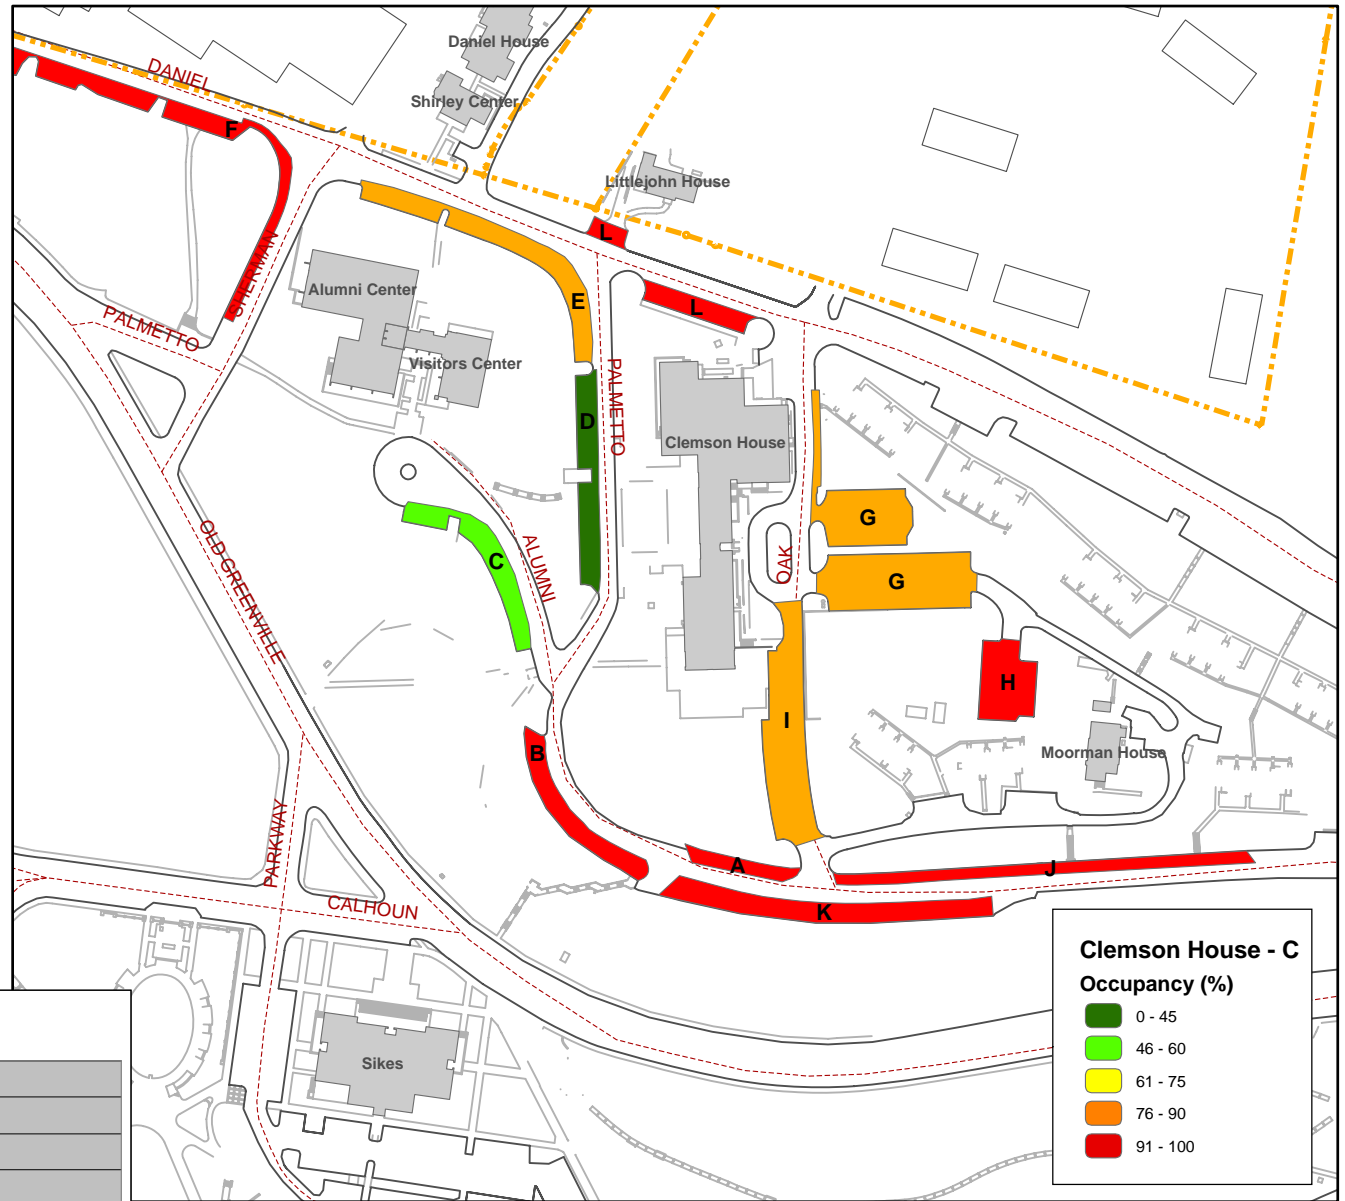 Daniel House
DANIEL
Shirley Center
F
Littlejohn House
L
SHERMAN
Alumni Center
E
L
PALMETTO
Visitors Center
PALMETTO
D
Clemson House
G
OLD GREENVILLE
C
ALUMNI
OAK
G
H
I
B
Moorman House
PARKWAY
A
J
CALHOUN
K
Sikes
Clemson House - C
Occupancy (%)
0 - 45
46 - 60
61 - 75
76 - 90
91 - 100